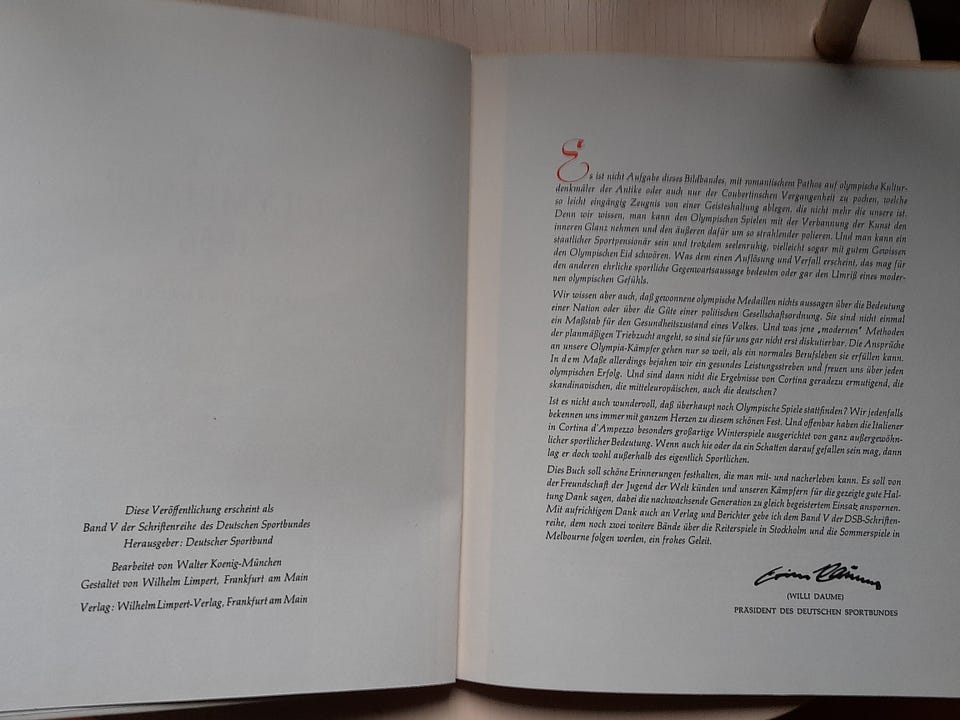 Diese Veröffentlichung erscheint als
Band V der Schriftenreihe des Deutschen Sportbundes
Herausgeber: Deutscher Sportbund
Bearbeitet von Walter Koenig-München
Gestaltet von Wilhelm Limpert, Frankfurt am Main
Verlag: Wilhelm Limpert-Verlag, Frankfurt am Main
Es ist nicht Aufgabe dieses Bildbandes, mit romantischem Pathos auf olympische Kultur-
denkmäler der Antike oder auch nur der Coubertinschen Vergangenheit zu pochen, welche
so leicht eingängig Zeugnis von einer Geisteshaltung ablegen, die nicht mehr die unsere ist.
Denn wir wissen, man kann den Olympischen Spielen mit der Verbannung der Kunst den
inneren Glanz nehmen und den äußeren dafür um so strahlender polieren. Und man kann ein
staatlicher Sportpensionär sein und trotzdem seelenruhig, vielleicht sogar mit gutem Gewissen
den Olympischen Eid schwören. Was dem einen Auflösung und Verfall erscheint, das mag für
den anderen ehrliche sportliche Gegenwartsaussage bedeuten oder gar den Umriß eines moder-
nen olympischen Gefühls.
Wir wissen aber auch, daß gewonnene olympische Medaillen nichts aussagen über die Bedeutung
einer Nation oder über die Güte einer politischen Gesellschaftsordnung. Sie sind nicht einmal
ein Maßstab für den Gesundheitszustand eines Volkes. Und was jene „modernen" Methoden
der planmäßigen Triebzucht angeht, so sind sie für uns gar nicht erst diskutierbar. Die Ansprüche
an unsere Olympia-Kämpfer gehen nur so weit, als ein normales Berufsleben sie erfüllen kann.
In dem Maße allerdings bejahen wir ein gesundes Leistungsstreben und freuen uns über jeden
olympischen Erfolg. Und sind dann nicht die Ergebnisse von Cortina geradezu ermutigend, die
skandinavischen, die mitteleuropäischen, auch die deutschen?
Ist es nicht auch wundervoll, daß überhaupt noch Olympische Spiele stattfinden? Wir jedenfalls
bekennen uns immer mit ganzem Herzen zu diesem schönen Fest. Und offenbar haben die Italiener
in Cortina d'Ampezzo besonders großartige Winterspiele ausgerichtet von ganz außergewöhn-
licher sportlicher Bedeutung. Wenn auch hie oder da ein Schatten darauf gefallen sein mag, dann
lag er doch wohl außerhalb des eigentlich Sportlichen.
Dies Buch soll schöne Erinnerungen festhalten, die man mit- und nacherleben kann. Es soll von
der Freundschaft der Jugend der Welt künden und unseren Kämpfern für die gezeigte gute Hal-
tung Dank sagen, dabei die nachwachsende Generation zu gleich begeistertem Einsatz anspornen.
Mit aufrichtigem Dank auch an Verlag und Berichter gebe ich dem Band V der DSB-Schriften-
reihe, dem noch zwei weitere Bände über die Reiterspiele in Stockholm und die Sommerspiele in
Melbourne folgen werden, ein frohes Geleit.
(WILLI DAUME)
PRÄSIDENT DES DEUTSCHEN SPORTBUNDES